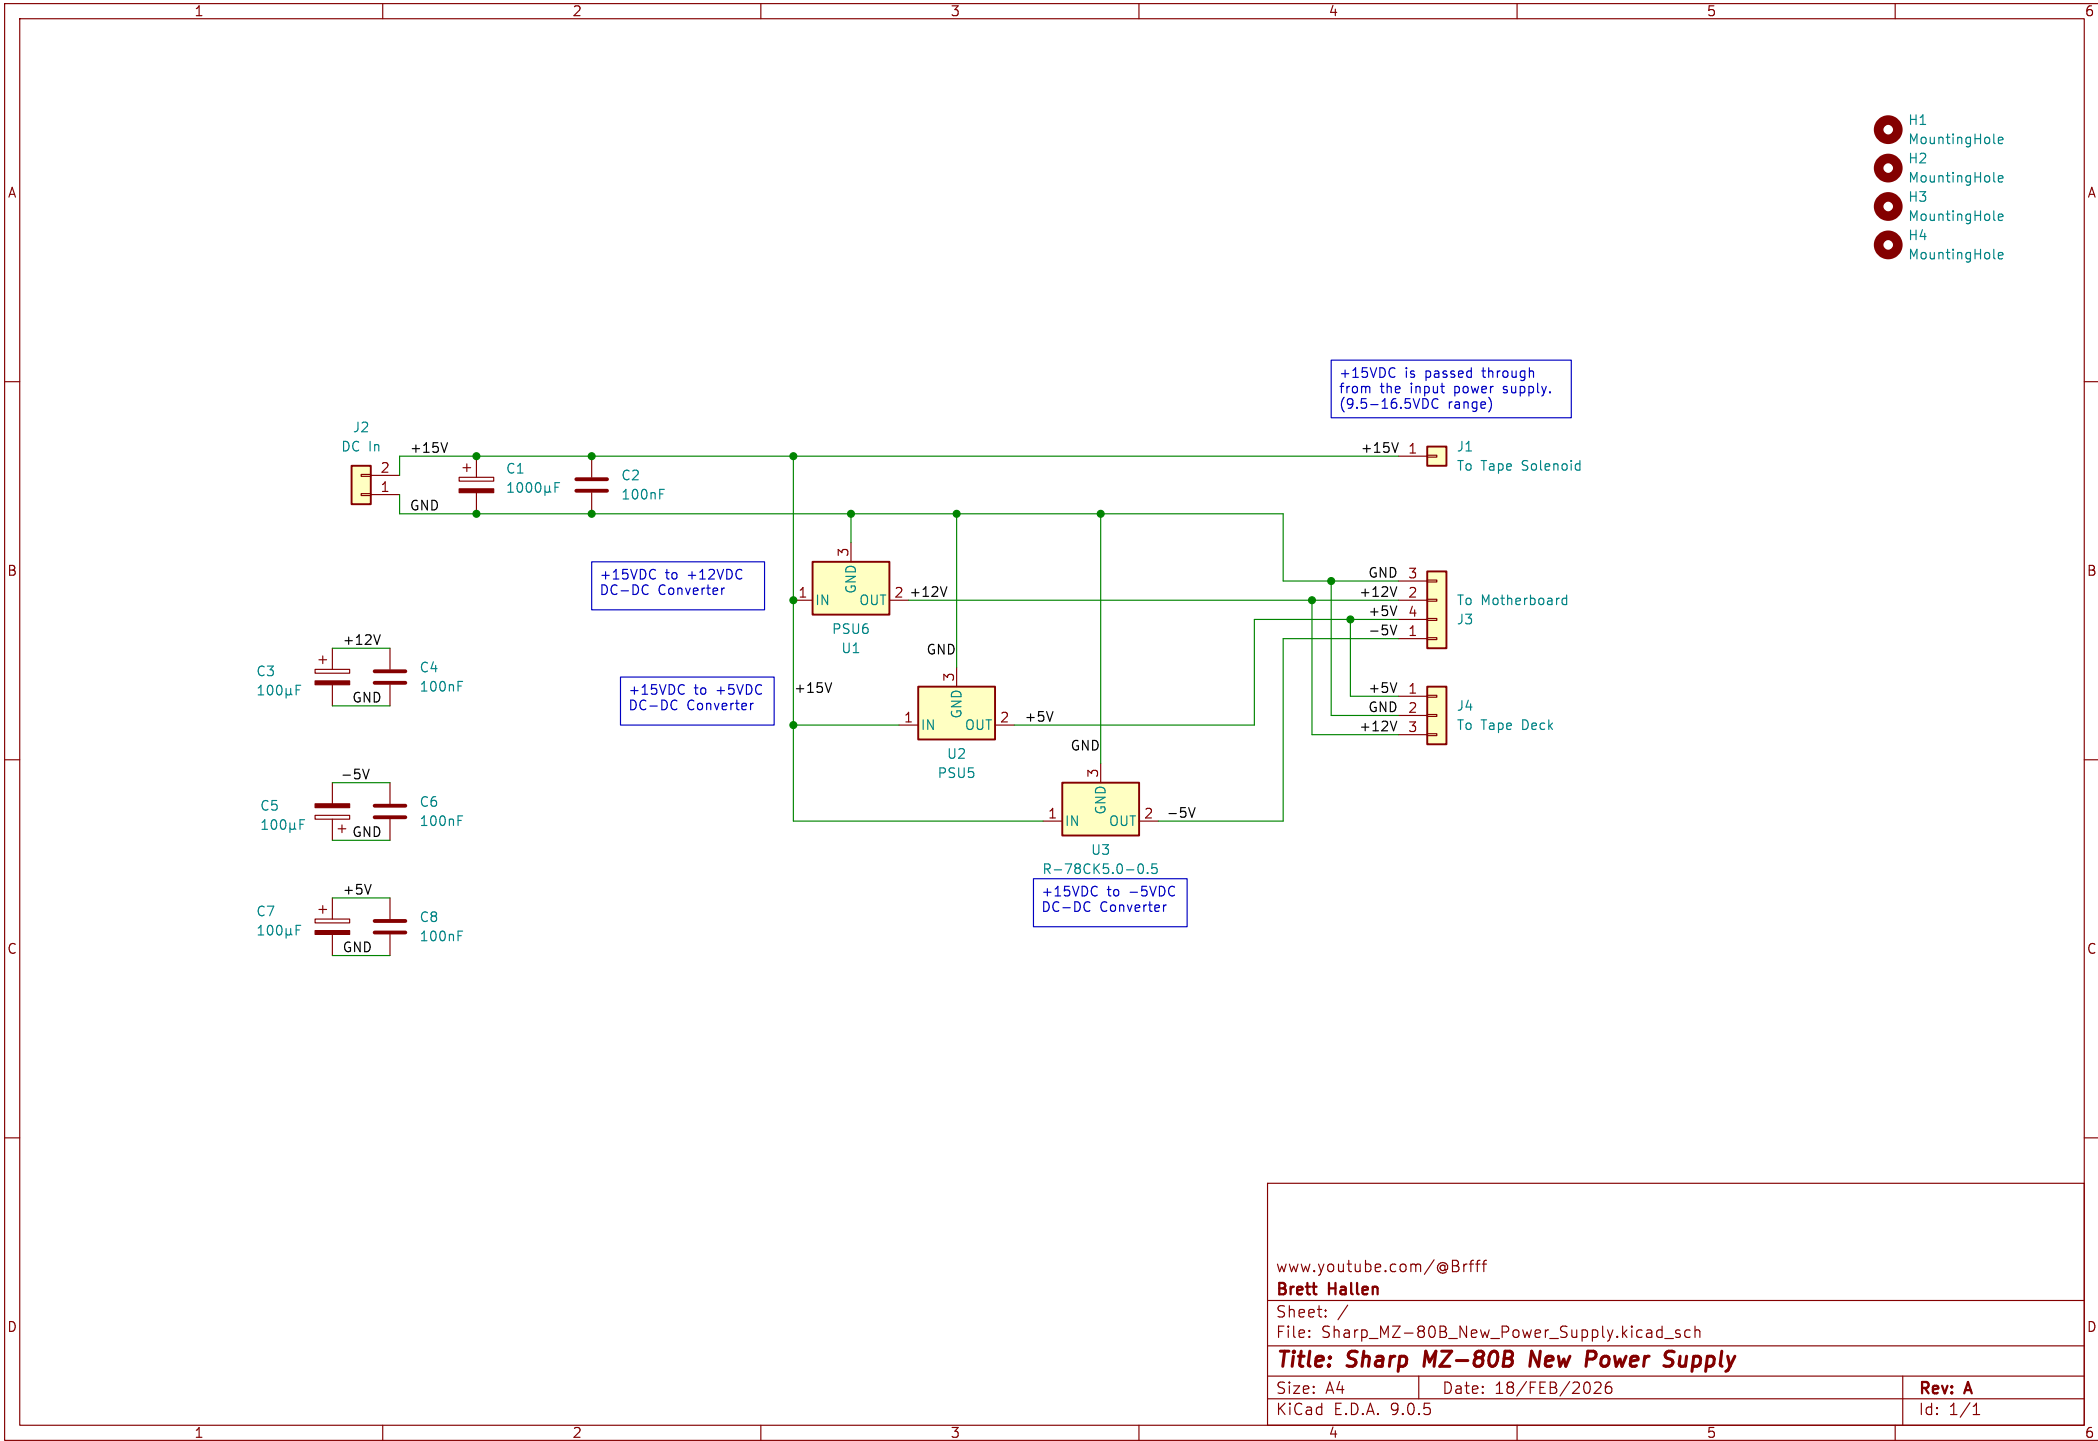 1 2 3 4 5 6
H1
MountingHole
H2
MountingHole
A
A
H3
MountingHole
H4
MountingHole
+15VDC is passed through
from the input power supply.
(9.5-16.5VDC range)
J2
DC In
+15V
2
1
GND
+
C1
1000µF
C2
100nF
+15V
1
J1
To Tape Solenoid
B
B
+15VDC to +12VDC
DC-DC Converter
3
GND
1
IN
OUT
2
+12V
PSU6
U1
GND
3
+12V
2
+5V
4
-5V
1
To Motherboard
J3
+12V
+
C3
100µF
GND
C4
100nF
+15VDC to +5VDC
DC-DC Converter
+15V
GND
3
GND
1
IN
OUT
2
+5V
U2
PSU5
+5V
1
GND
2
+12V
3
J4
To Tape Deck
-5V
C5
100µF
+
GND
C6
100nF
GND
3
GND
1
IN
OUT
2
-5V
U3
R-78CK5.0-0.5
+15VDC to -5VDC
DC-DC Converter
+5V
+
C7
100µF
GND
C8
100nF
C
C
www.youtube.com/@Brfff
Brett Hallen
Sheet: /
File: Sharp_MZ-80B_New_Power_Supply.kicad_sch
Title: Sharp MZ-80B New Power Supply
Size: A4
Date: 18/FEB/2026
Rev: A
KiCad E.D.A. 9.0.5
Id: 1/1
D
D
1 2 3 4 5 6